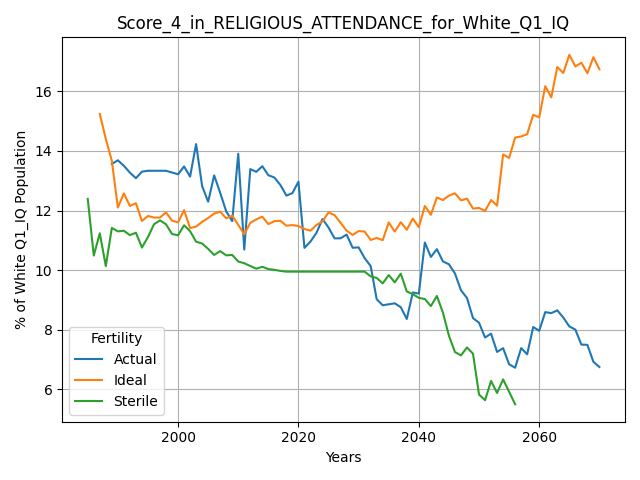 Score_4_in_RELIGIOUS_ATTENDANCE_for_White_Q1_IQ
% of White Q1_IQ Population
16
14
12
10
8
6
Fertility
Actual
Ideal
Sterile
2000 2020 2040 2060
Years